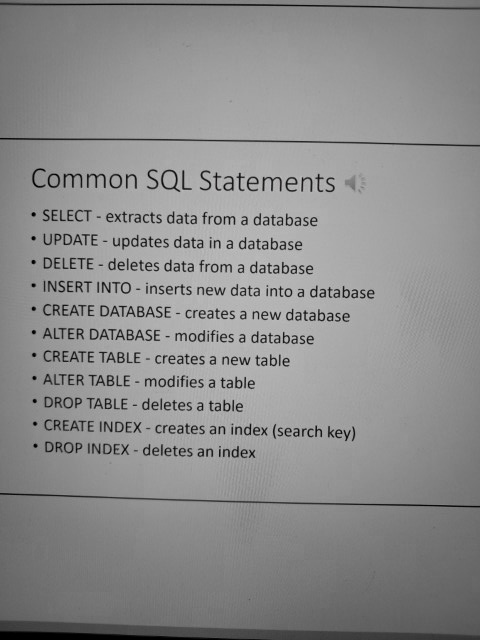 Common SQL Statements
• SELECT - extracts data from a database
• UPDATE - updates data in a database
• DELETE - deletes data from a database
• INSERT INTO - inserts new data into a database
• CREATE DATABASE - creates a new database
• ALTER DATABASE - modifies a database
• CREATE TABLE - creates a new table
• ALTER TABLE - modifies a table
• DROP TABLE - deletes a table
• CREATE INDEX - creates an index (search key)
• DROP INDEX - deletes an index